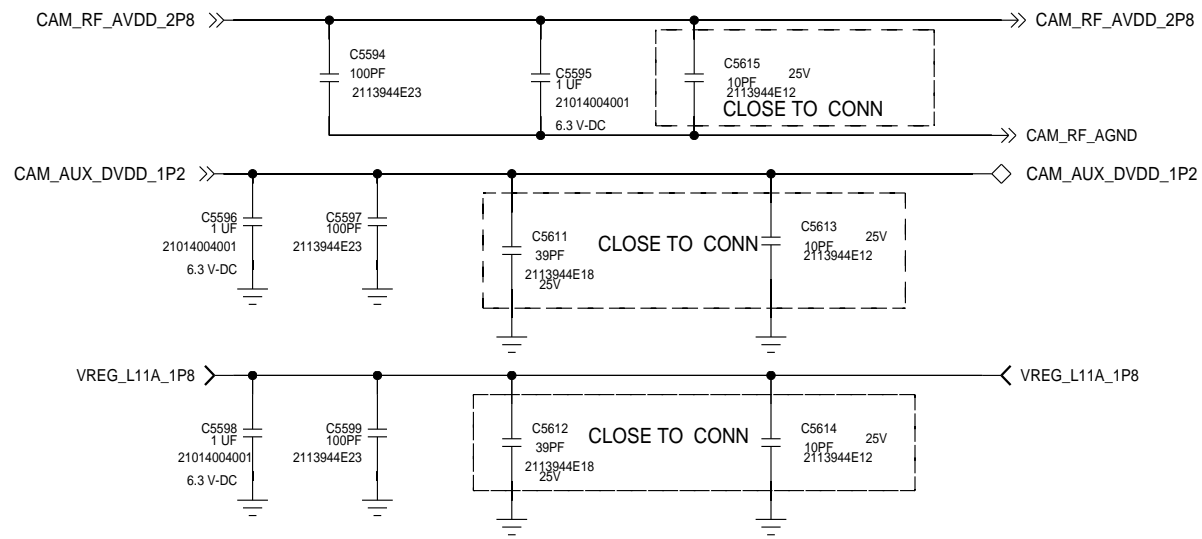 CAM_RF_AVDD_2P8
CAM_RF_AVDD_2P8
C5594
100PF
2113944E23
C5595
1 UF
21014004001
6.3 V-DC
C5615
10PF
25V
2113944E12
CLOSE TO CONN
CAM_RF_AGND
CAM_AUX_DVDD_1P2
CAM_AUX_DVDD_1P2
C5596
1 UF
21014004001
6.3 V-DC
C5597
100PF
2113944E23
C5611
39PF
2113944E18
25V
CLOSE TO CONN
C5613
10PF
25V
2113944E12
VREG_L11A_1P8
VREG_L11A_1P8
C5598
1 UF
21014004001
6.3 V-DC
C5599
100PF
2113944E23
C5612
39PF
2113944E18
25V
CLOSE TO CONN
C5614
10PF
25V
2113944E12